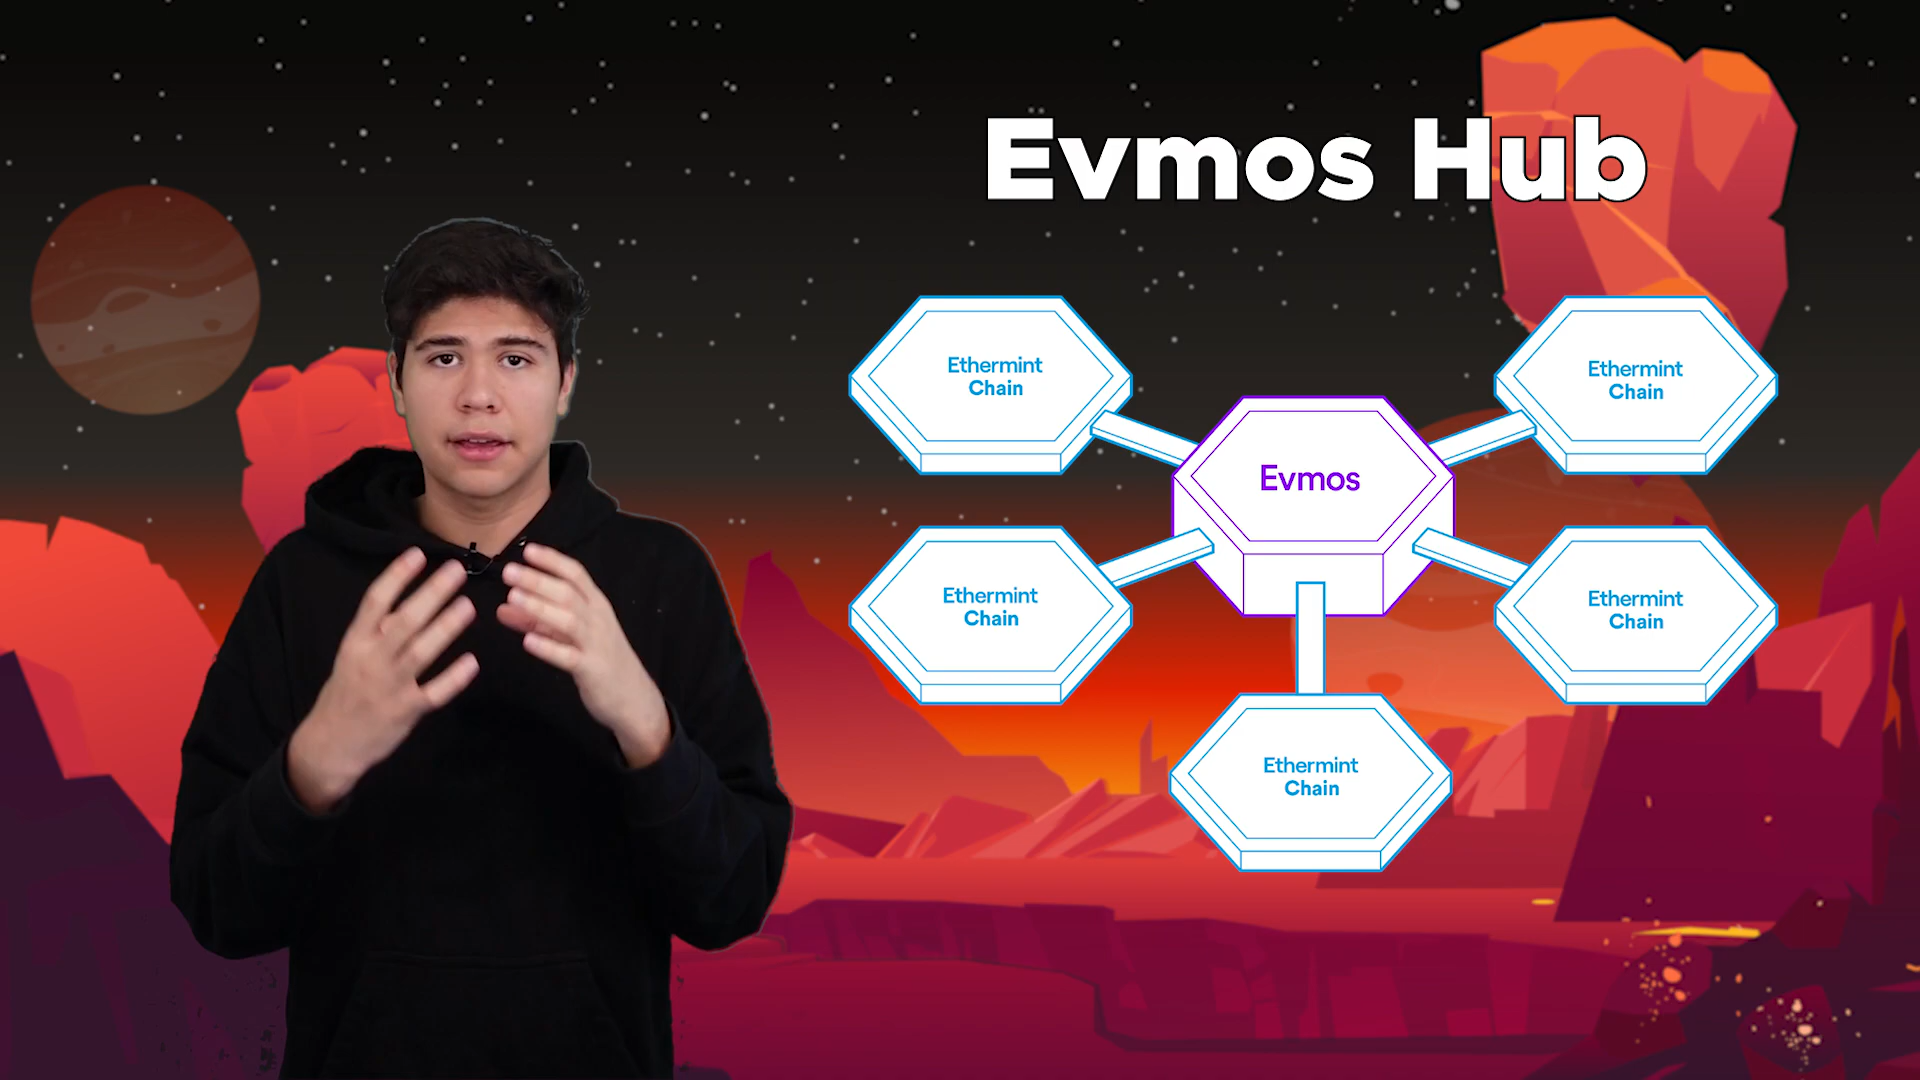 Evmos Hub
Ethermint
Chain
Ethermint
Chain
Evmos
Ethermint
Chain
Ethermint
Chain
Ethermint
Chain